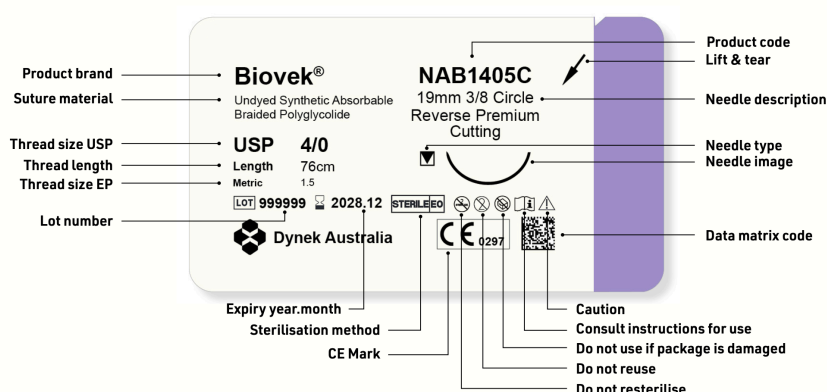 Product code
Lift & tear
Product brand
Biovek®
NAB1405C
Suture material
Undyed Synthetic Absorbable
Braided Polyglycolide
19mm 3/8 Circle
Reverse Premium
Cutting
Needle description
Thread size USP
USP 4/0
Needle type
Thread length
Length 76cm
Needle image
Thread size EP
Metric 1.5
LOT 999999 2028.12 STERILE EO
Lot number
Dynek Australia
CE 0297
Data matrix code
Expiry year.month
Caution
Sterilisation method
Consult instructions for use
CE Mark
Do not use if package is damaged
Do not reuse
Do not resterilise